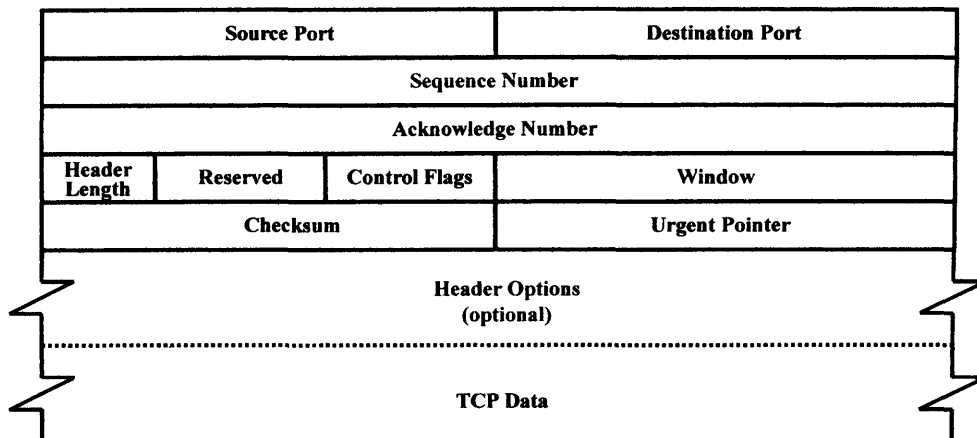 Source Port
Destination Port
Sequence Number
Acknowledge Number
Header
Length
Reserved
Control Flags
Window
Checksum
Urgent Pointer
Header Options
(optional)
TCP Data